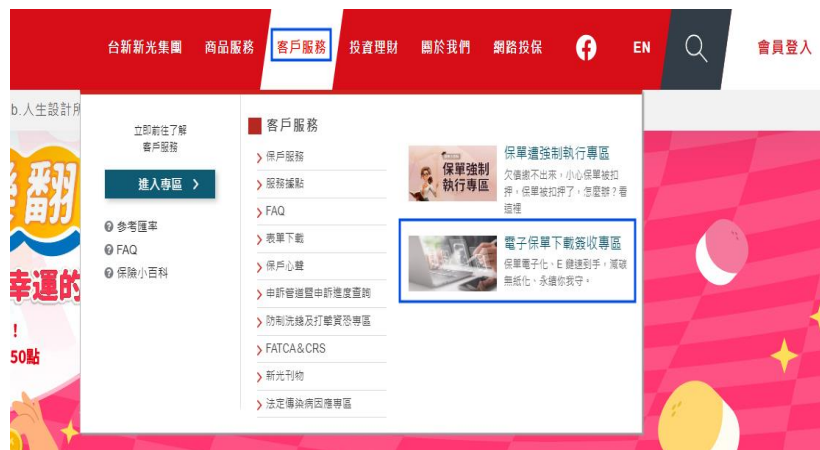 台新新光集團 商品服務 客戶服務 投資理財 關於我們 網路投保 EN 會員登入
b.人生設計所
立即前往了解
客戶服務
進入專區
參考匯率
FAQ
保險小百科
客戶服務
保戶服務
服務據點
FAQ
表單下載
保戶心聲
申訴管道暨申訴進度查詢
防制洗錢及打擊資恐專區
FATCA&CRS
新光刊物
法定傳染病因應專區
保單強制
執行專區
保單遭強制執行專區
欠債繳不出來，小心保單被扣
押，保單被扣押了，怎麼辦？看
這裡
電子保單下載簽收專區
保單電子化、E 鍵速到手，減碳
無紙化、永續你我守。
翻
幸運的
！
50點